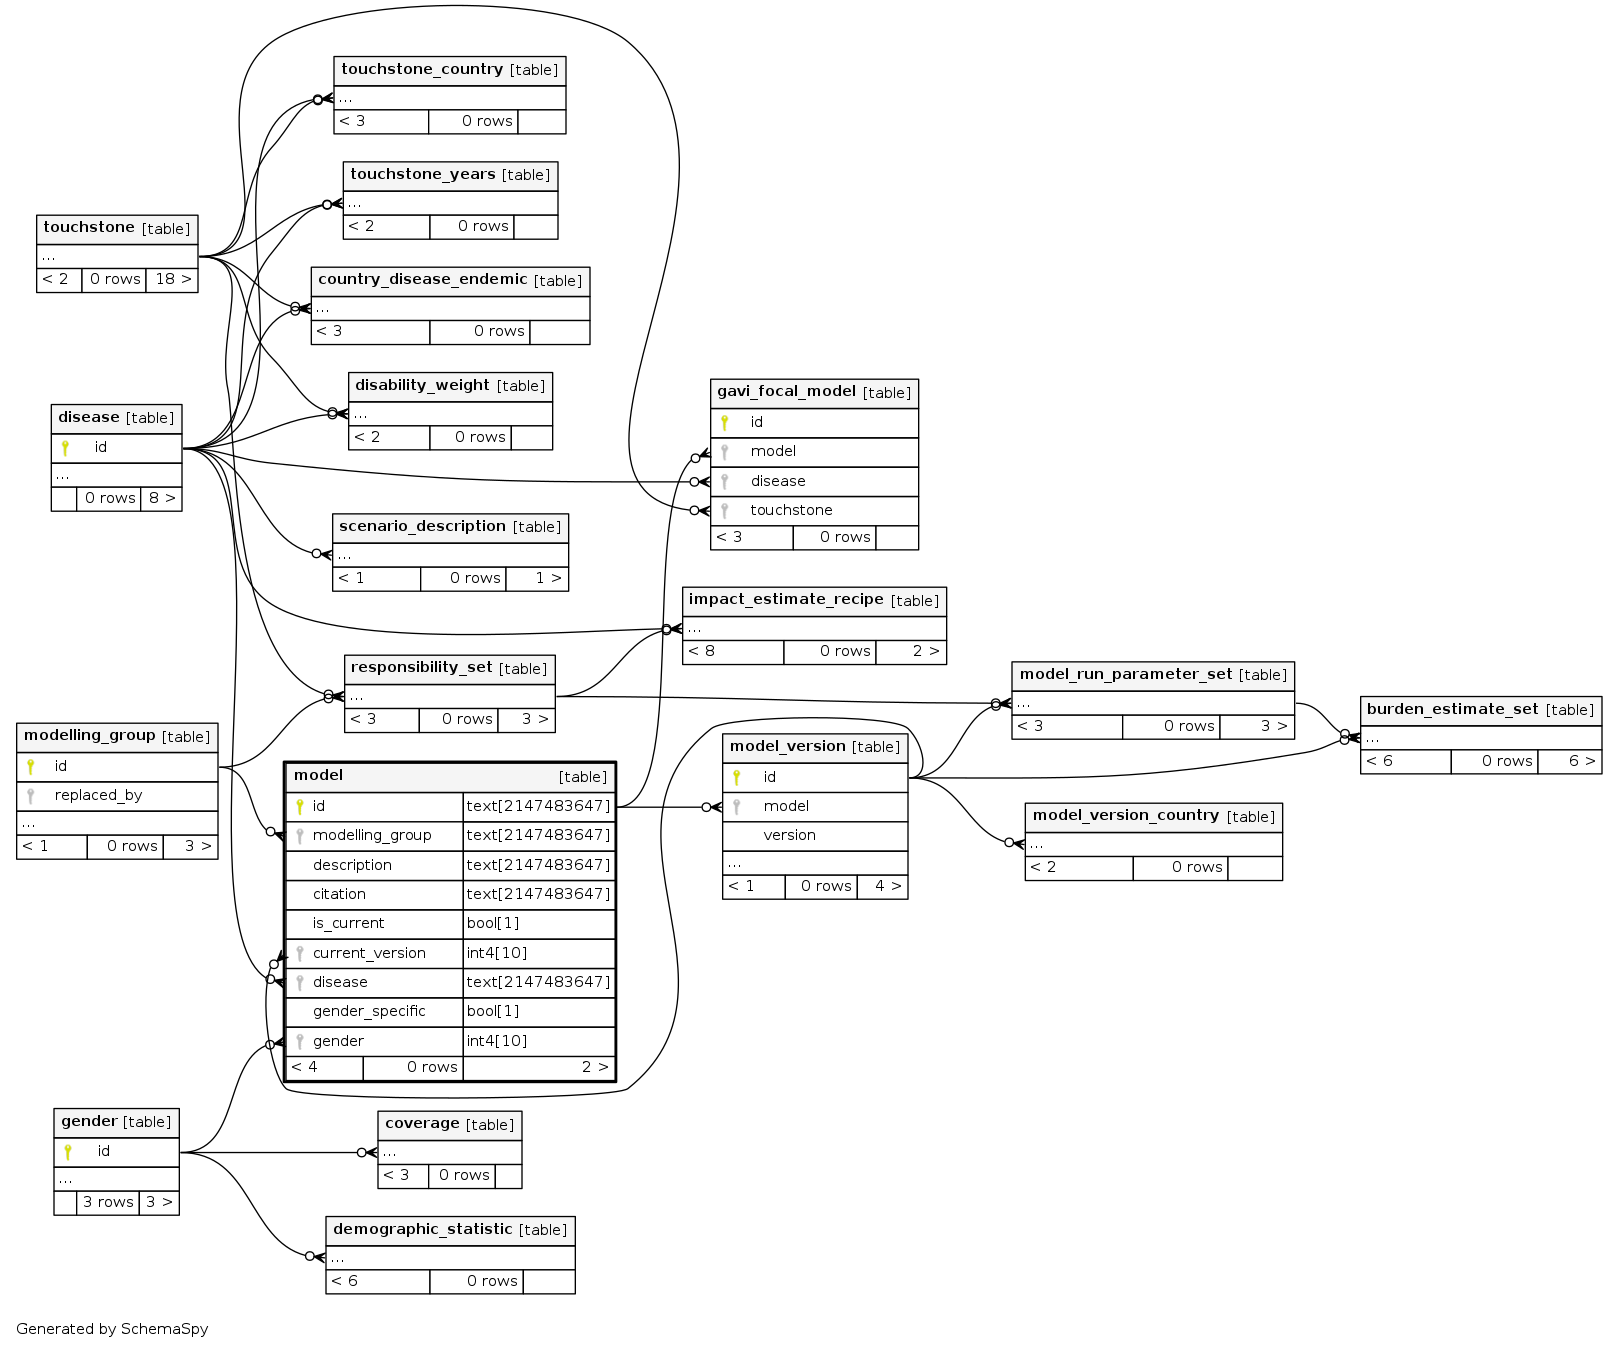 touchstone_country [table]
...
< 3 0 rows
touchstone_years [table]
...
< 2 0 rows
touchstone [table]
...
< 2 0 rows 18 >
country_disease_endemic [table]
...
< 3 0 rows
disability_weight [table]
...
< 2 0 rows
gavi_focal_model [table]
id
model
disease
touchstone
< 3 0 rows
disease [table]
id
...
0 rows 8 >
scenario_description [table]
...
< 1 0 rows 1 >
impact_estimate_recipe [table]
...
< 8 0 rows 2 >
responsibility_set [table]
...
< 3 0 rows 3 >
model_run_parameter_set [table]
...
< 3 0 rows 3 >
burden_estimate_set [table]
...
< 6 0 rows 6 >
modelling_group [table]
id
replaced_by
...
< 1 0 rows 3 >
model [table]
id text[2147483647]
modelling_group text[2147483647]
description text[2147483647]
citation text[2147483647]
is_current bool[1]
current_version int4[10]
disease text[2147483647]
gender_specific bool[1]
gender int4[10]
< 4 0 rows 2 >
model_version [table]
id
model
version
...
< 1 0 rows 4 >
model_version_country [table]
...
< 2 0 rows
gender [table]
id
...
3 rows 3 >
coverage [table]
...
< 3 0 rows
demographic_statistic [table]
...
< 6 0 rows
Generated by SchemaSpy